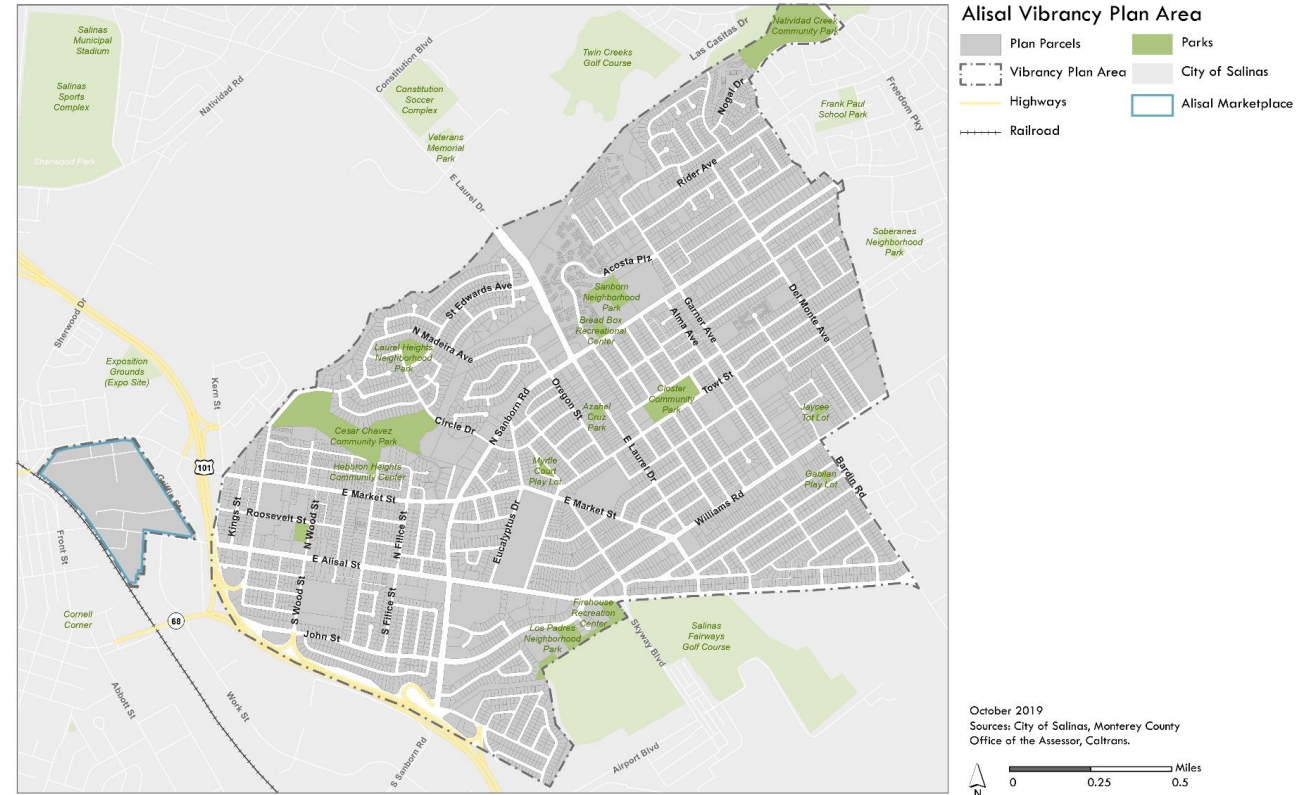 Alisal Vibrancy Plan Area
Plan Parcels
Parks
Vibrancy Plan Area
City of Salinas
Highways
Alisal Marketplace
Railroad
Salinas
Municipal
Stadium
Salinas
Sports
Complex
Sherwood Park
Natividad Rd
Constitution Blvd
Constitution
Soccer
Complex
Veterans
Memorial
Park
E Laurel Dr
Twin Creeks
Golf Course
Las Casitas Dr
Natividad Creek
Community Park
Nogal Dr
Frank Paul
School Park
Freedom Pky
Rider Ave
Soberanes
Neighborhood
Park
Acosta Plz
Sanborn
Neighborhood
Park
Bread Box
Recreational
Center
St Edwards Ave
N Madeira Ave
Laurel Heights
Neighborhood
Park
Garner Ave
Alma Ave
Del Monte Ave
Sherwood Dr
Exposition
Grounds
(Expo Site)
Kern St
Towt St
Closter
Community
Park
Oregon St
Azahel
Cruz
Park
Jaycee
Tot Lot
N Sanborn Rd
Circle Dr
Cesar Chavez
Community Park
Hebbron Heights
Community Center
E Laurel Dr
Myrtle
Court
Play Lot
Gabilan
Play Lot
Bardin Rd
101
E Market St
E Market St
Williams Rd
Kings St
Roosevelt St
N Wood St
N Filice St
Eucalyptus Dr
Front St
E Alisal St
S Wood St
S Filice St
Cornell
Corner
68
John St
Firehouse
Recreation
Center
Los Padres
Neighborhood
Park
Skyway Blvd
Salinas
Fairways
Golf Course
Abbott St
Work St
S Sanborn Rd
Airport Blvd
October 2019
Sources: City of Salinas, Monterey County
Office of the Assessor, Caltrans.
N
Miles
0 0.25 0.5